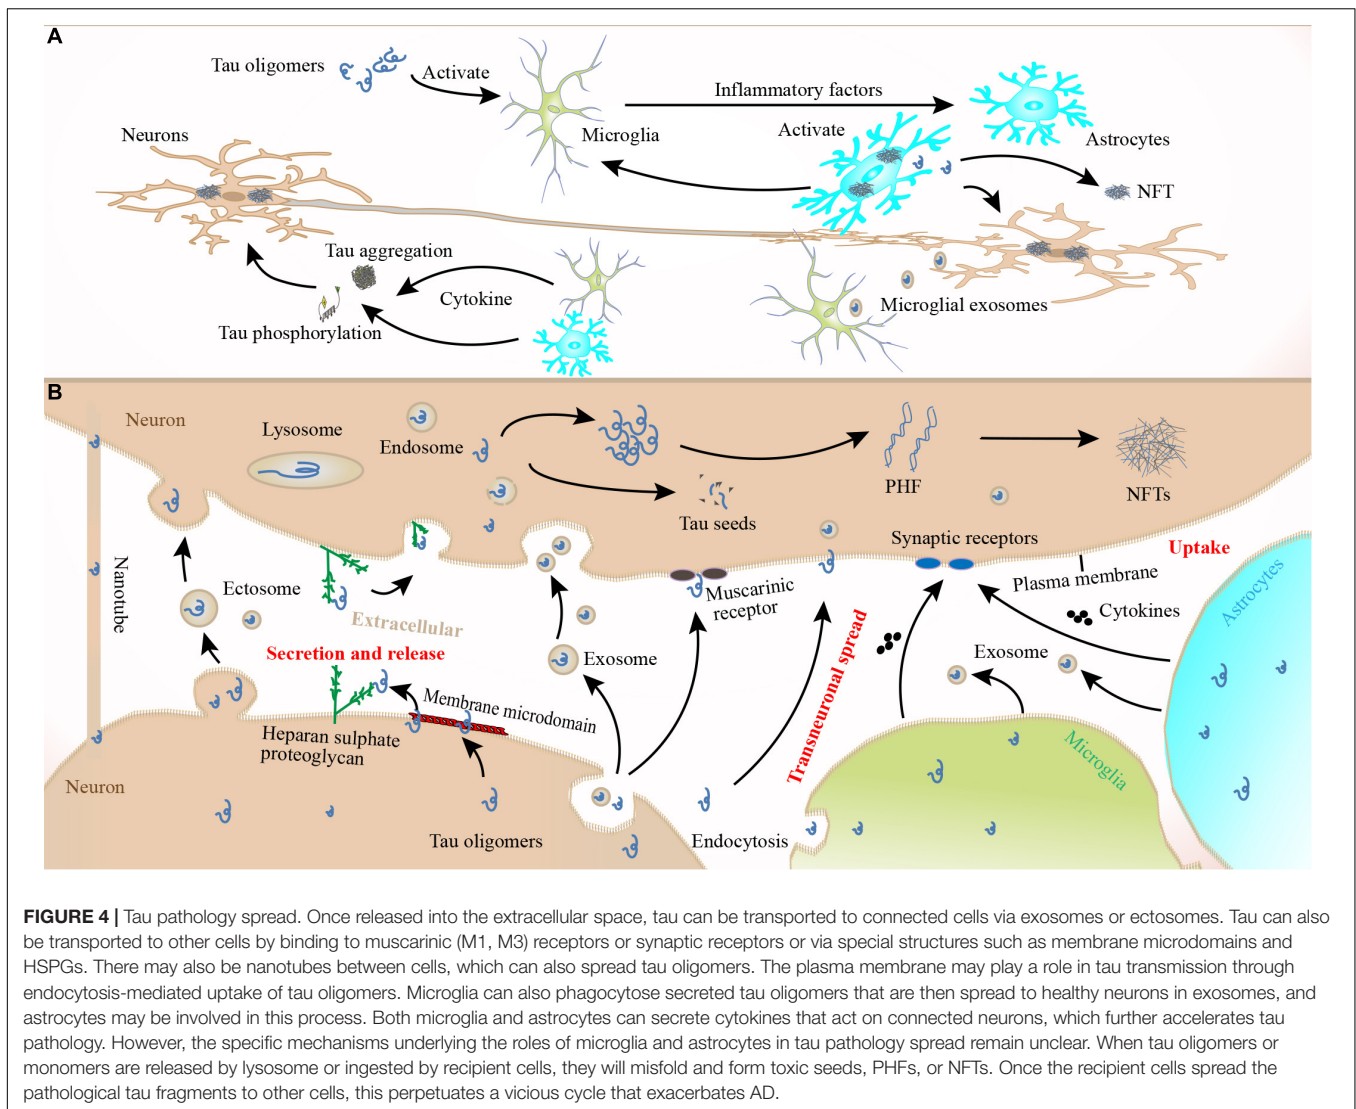 A
Tau oligomers
Activate
Inflammatory factors
Activate
Microglia
Astrocytes
Neurons
NFT
Tau aggregation
Cytokine
Tau phosphorylation
Microglial exosomes
B
Neuron
Lysosome
Endosome
PHF
NFTs
Tau seeds
Synaptic receptors
Uptake
Plasma membrane
Nanotube
Ectosome
Muscarinic
receptor
Cytokines
Astrocytes
Extracellular
Secretion and release
Exosome
Transneuronal spread
Exosome
Membrane microdomain
Heparan sulphate
proteoglycan
Microglia
Neuron
Tau oligomers
Endocytosis
FIGURE 4 | Tau pathology spread. Once released into the extracellular space, tau can be transported to connected cells via exosomes or ectosomes. Tau can also
be transported to other cells by binding to muscarinic (M1, M3) receptors or synaptic receptors or via special structures such as membrane microdomains and
HSPGs. There may also be nanotubes between cells, which can also spread tau oligomers. The plasma membrane may play a role in tau transmission through
endocytosis-mediated uptake of tau oligomers. Microglia can also phagocytose secreted tau oligomers that are then spread to healthy neurons in exosomes, and
astrocytes may be involved in this process. Both microglia and astrocytes can secrete cytokines that act on connected neurons, which further accelerates tau
pathology. However, the specific mechanisms underlying the roles of microglia and astrocytes in tau pathology spread remain unclear. When tau oligomers or
monomers are released by lysosome or ingested by recipient cells, they will misfold and form toxic seeds, PHFs, or NFTs. Once the recipient cells spread the
pathological tau fragments to other cells, this perpetuates a vicious cycle that exacerbates AD.